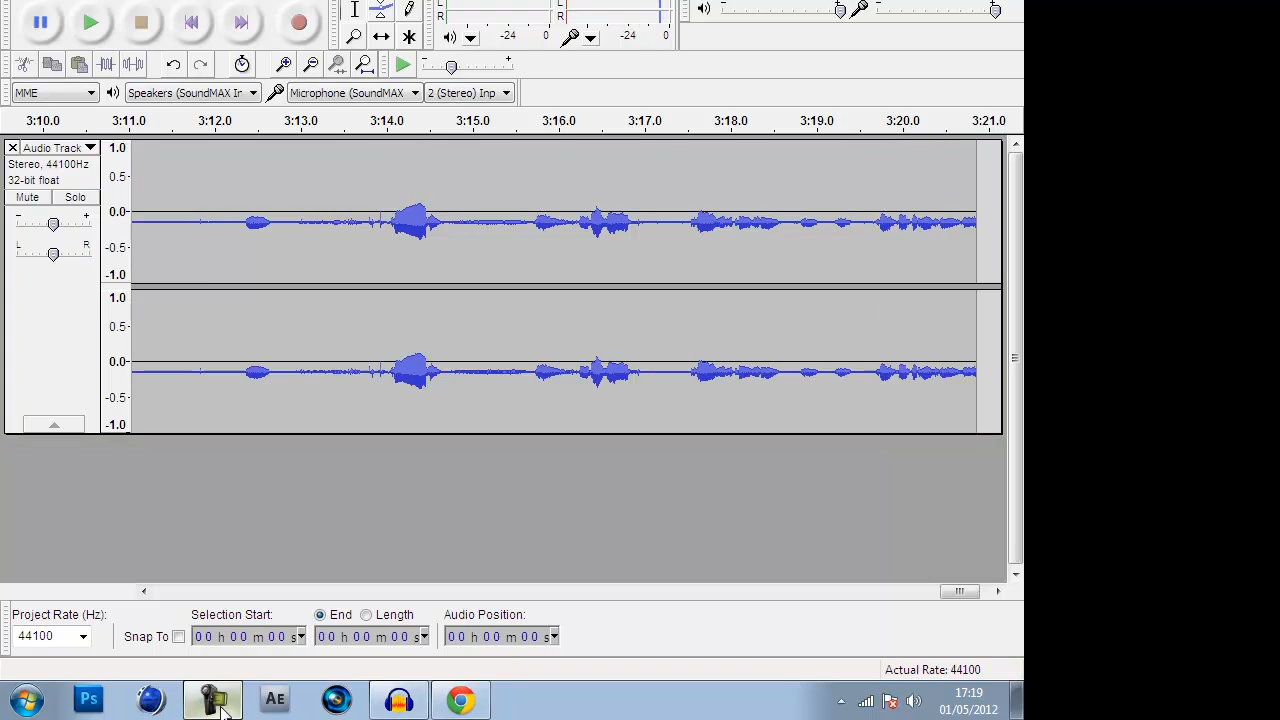 L
R
-24 0
L
R
-24 0
MME
Speakers (SoundMAX Ir
Microphone (SoundMAX
2 (Stereo) Inp
3:10.0 3:11.0 3:12.0 3:13.0 3:14.0 3:15.0 3:16.0 3:17.0 3:18.0 3:19.0 3:20.0 3:21.0
Audio Track
Stereo, 44100Hz
32-bit float
Mute Solo
- +
L R
1.0
0.5
0.0
-0.5
-1.0
1.0
0.5
0.0
-0.5
-1.0
Project Rate (Hz):
44100
Snap To
Selection Start:
00 h 00 m 00 s
End Length
00 h 00 m 00 s
Audio Position:
00 h 00 m 00 s
Actual Rate: 44100
Ps
AE
17:19
01/05/2012